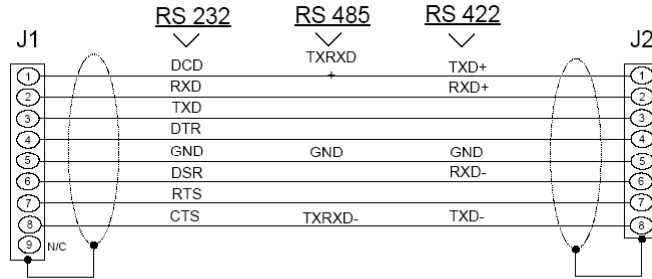 RS 232 RS 485 RS 422
J1 J2
1 DCD TXRXD + TXD+ 1
2 RXD RXD+ 2
3 TXD 3
4 DTR 4
5 GND GND GND 5
6 DSR RXD- 6
7 RTS 7
8 CTS TXRXD- TXD- 8
9 N/C